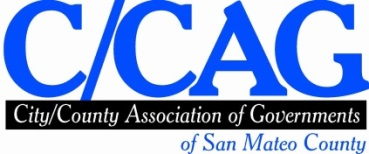 C/CAG
City/County Association of Governments
of San Mateo County